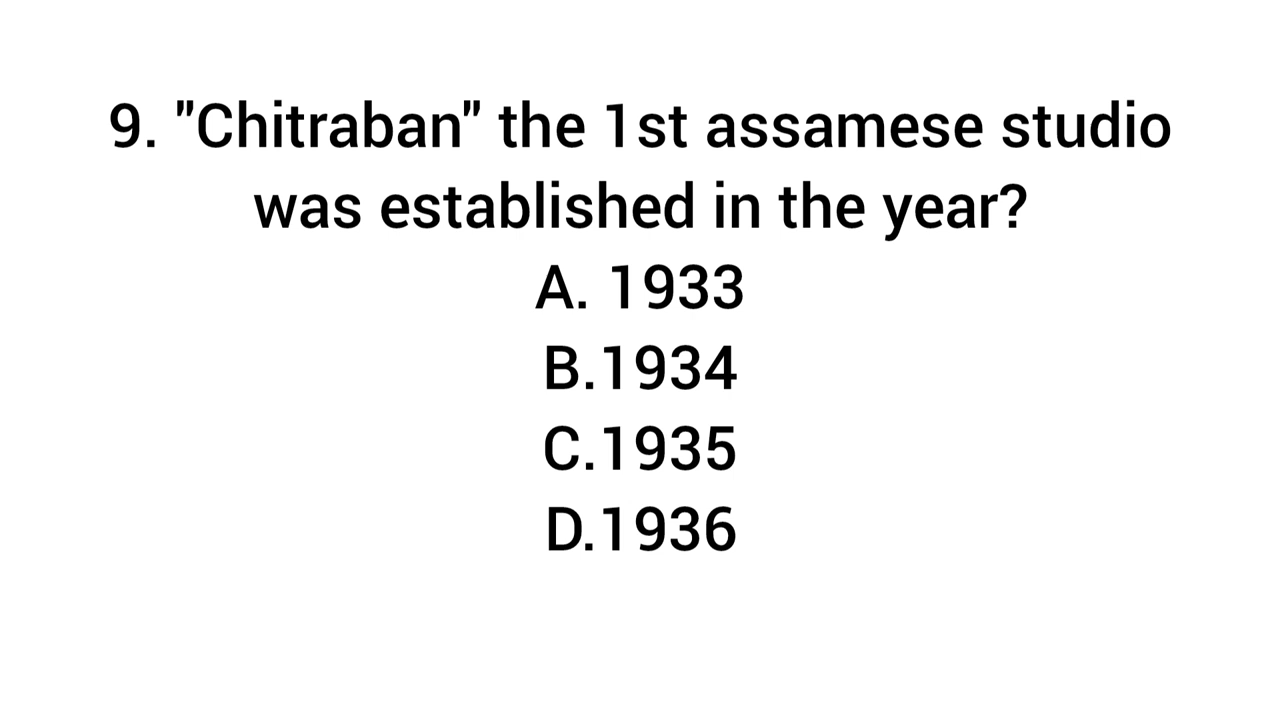 9. "Chitraban" the 1st assamese studio
was established in the year?
A. 1933
B.1934
C.1935
D.1936